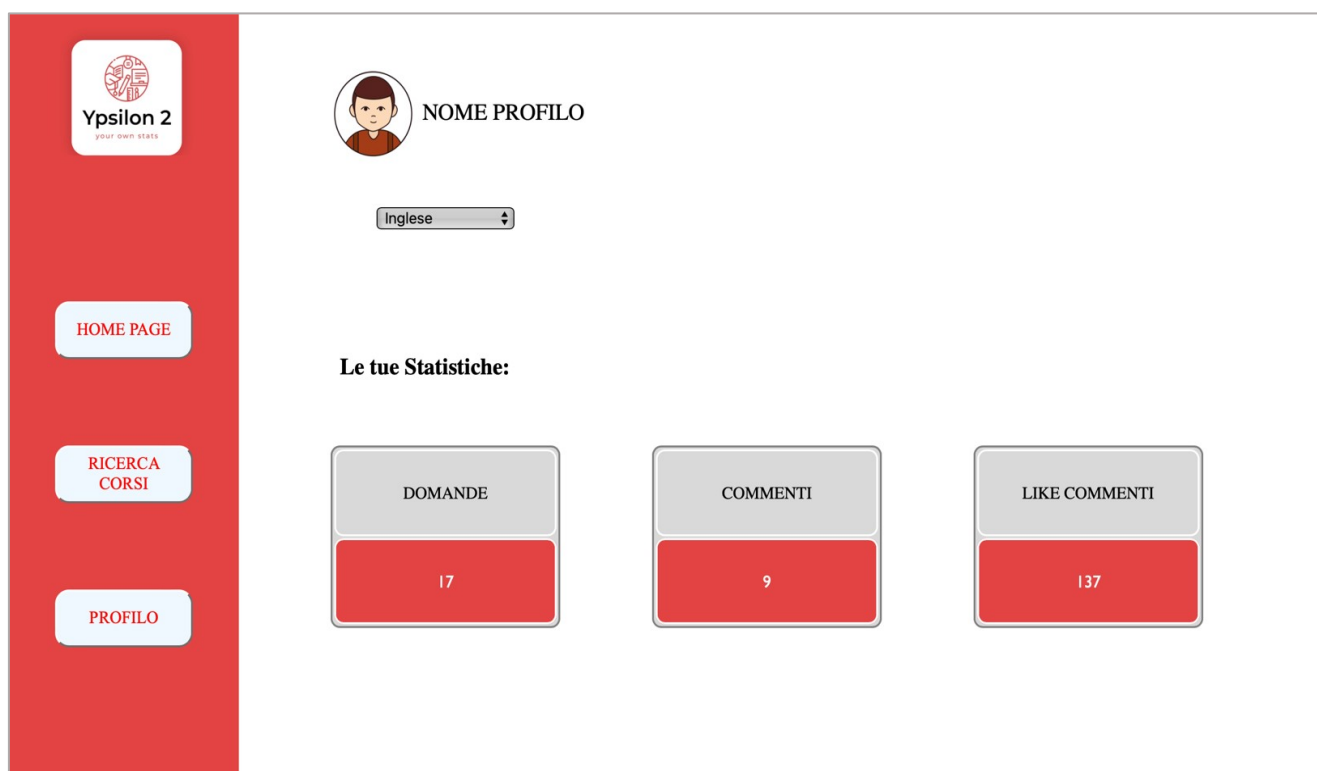 Ypsilon 2
your own stats
NOME PROFILO
Inglese
HOME PAGE
Le tue Statistiche:
RICERCA
CORSI
DOMANDE
COMMENTI
LIKE COMMENTI
17
9
137
PROFILO